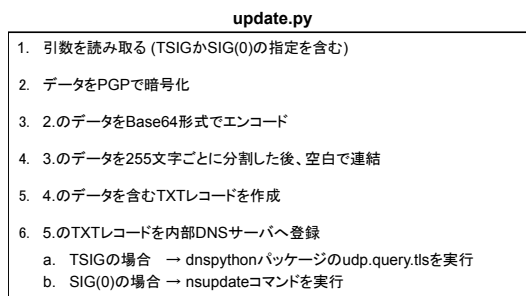 update.py
1. 引数を読み取る (TSIGかSIG(0)の指定を含む)
2. データをPGPで暗号化
3. 2.のデータをBase64形式でエンコード
4. 3.のデータを255文字ごとに分割した後、空白で連結
5. 4.のデータを含むTXTレコードを作成
6. 5.のTXTレコードを内部DNSサーバへ登録
a. TSIGの場合 → dnspythonパッケージのudp.query.tlsを実行
b. SIG(0)の場合 → nsupdateコマンドを実行